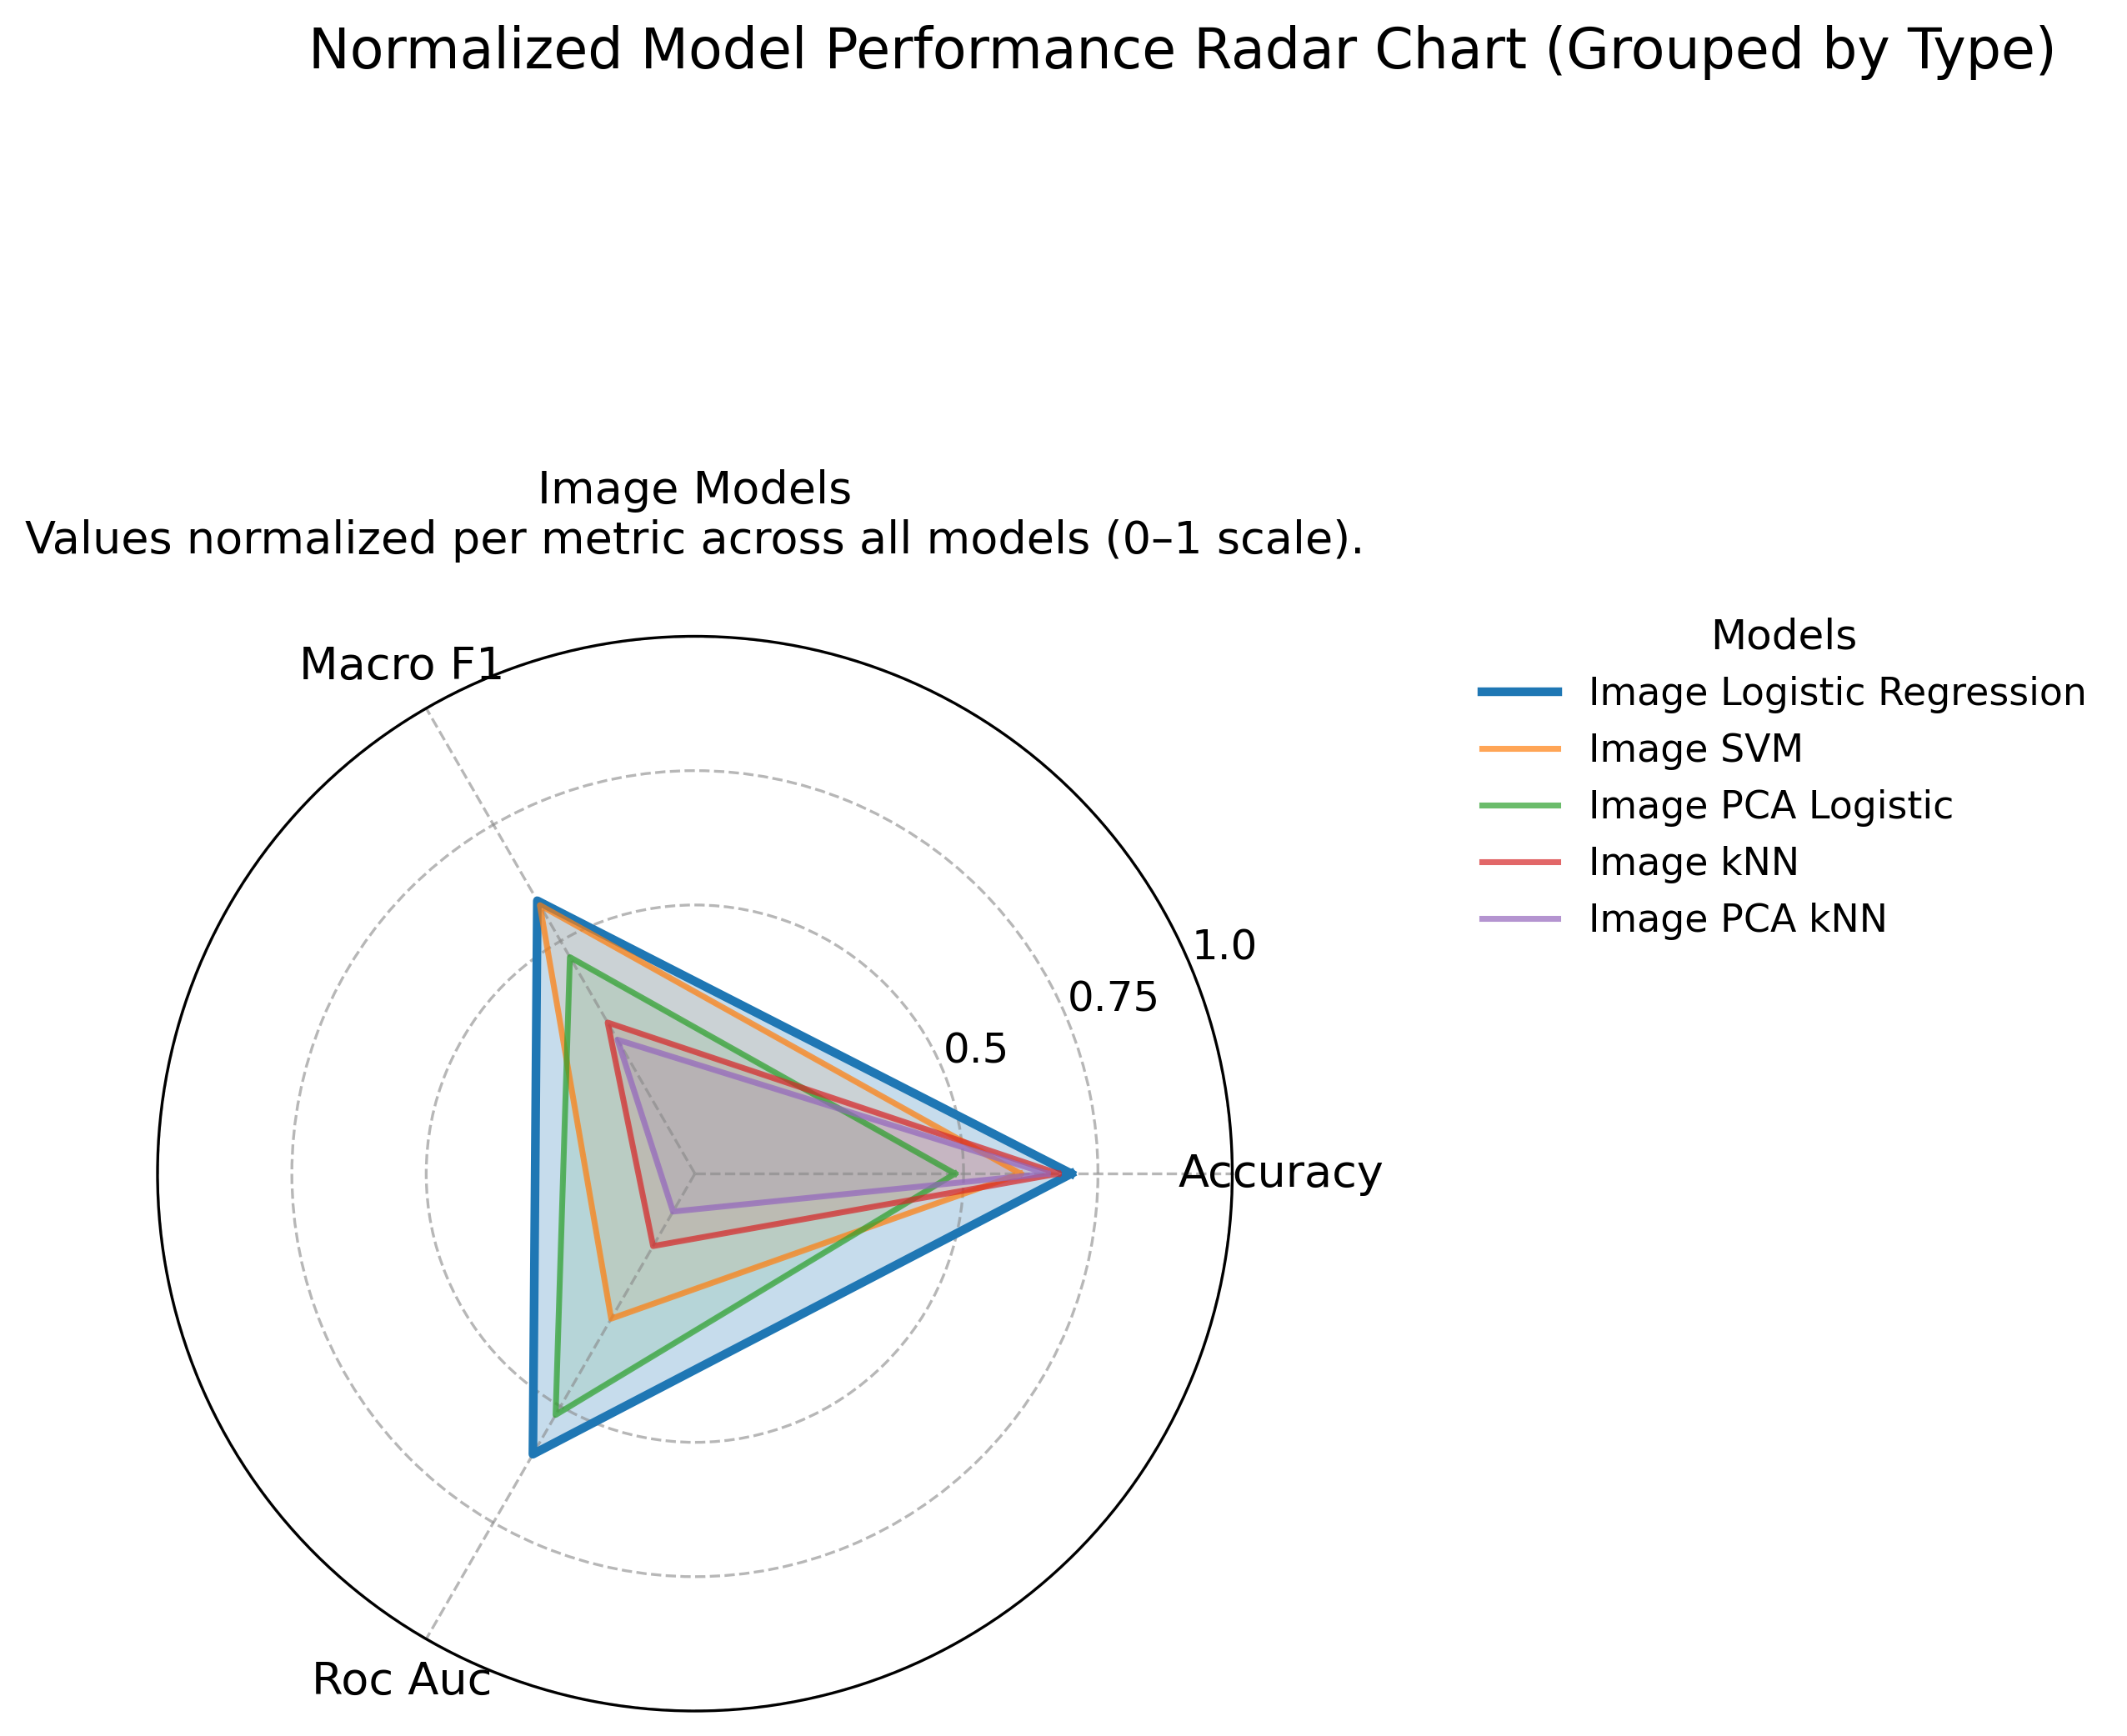 Normalized Model Performance Radar Chart (Grouped by Type)
Image Models
Values normalized per metric across all models (0–1 scale).
Macro F1
Models
Image Logistic Regression
Image SVM
Image PCA Logistic
Image kNN
Image PCA kNN
1.0
0.75
0.5
Accuracy
Roc Auc